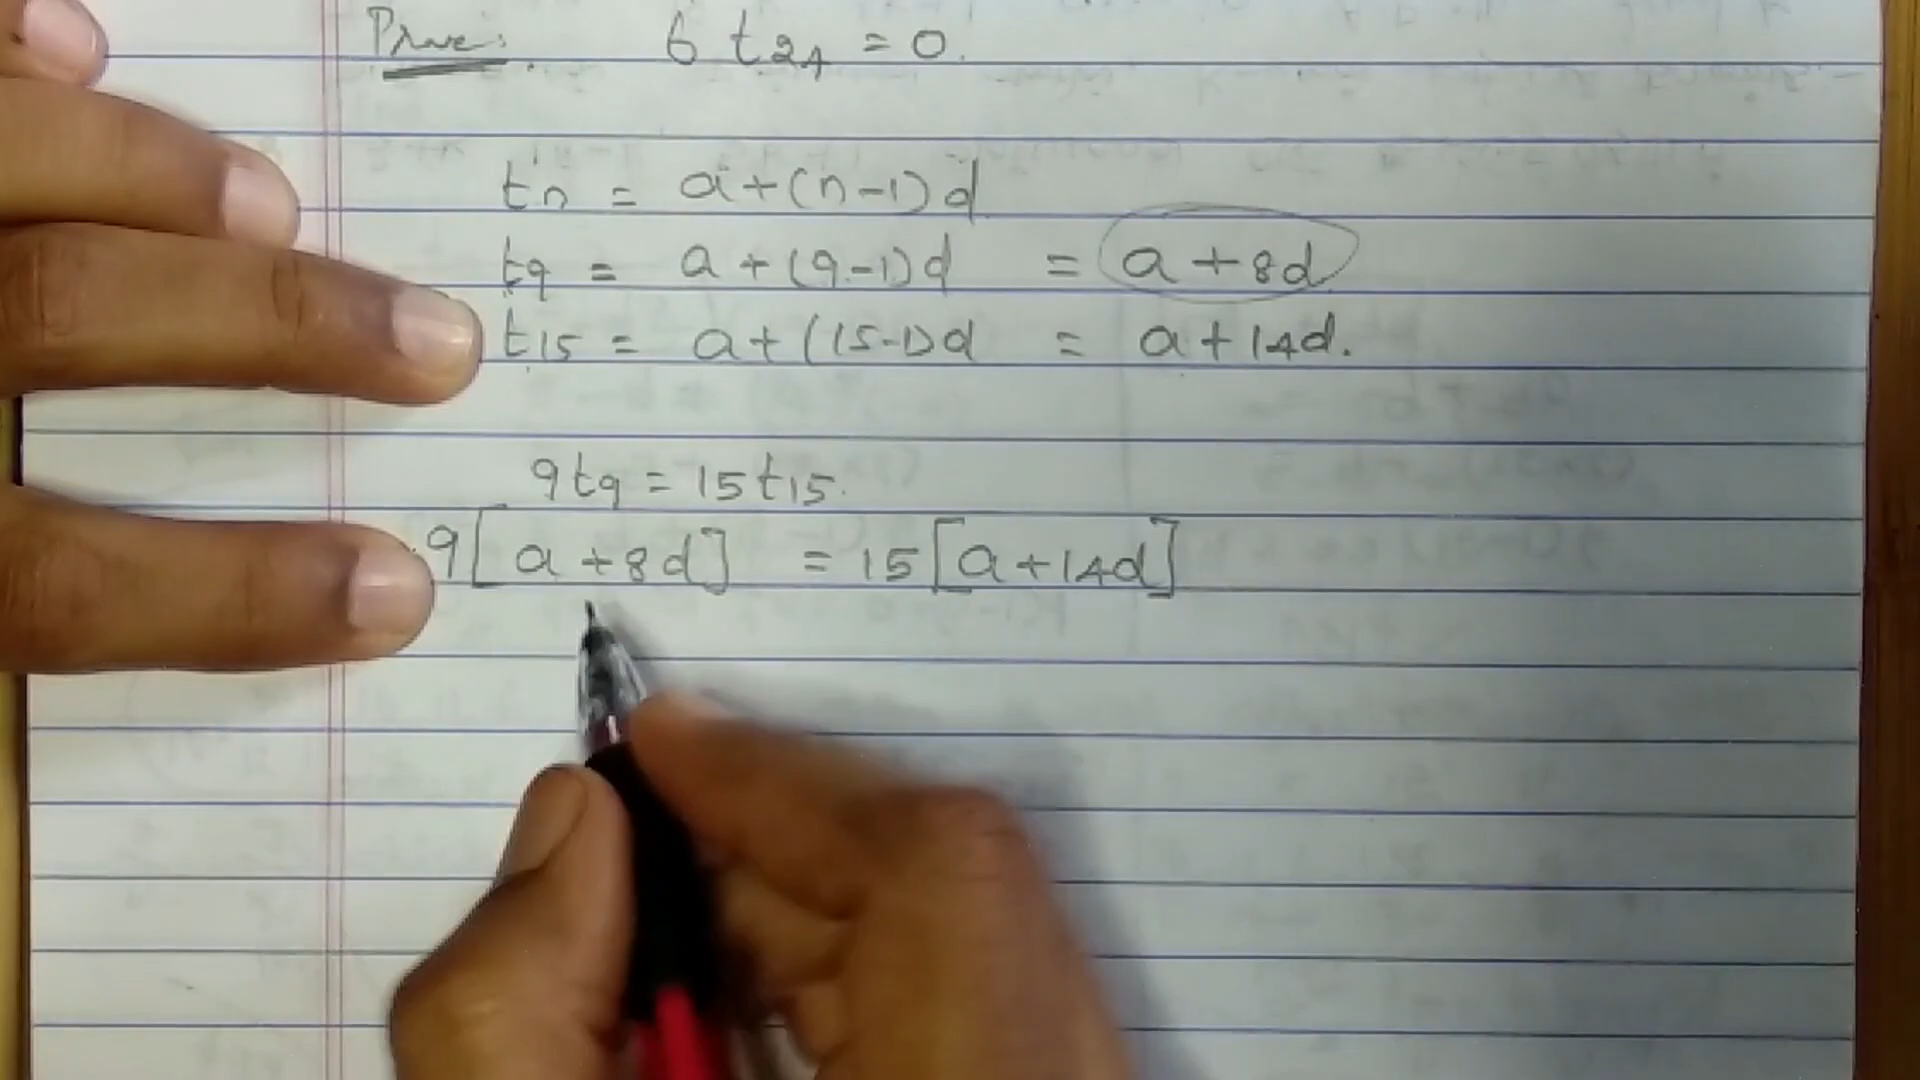 Prove: 6 t24 = 0.
tn = a+(n-1)d
t9 = a+(9-1)d = a+8d
t15 = a+(15-1)d = a+14d.
9t9 = 15t15.
9[a+8d] = 15[a+14d]